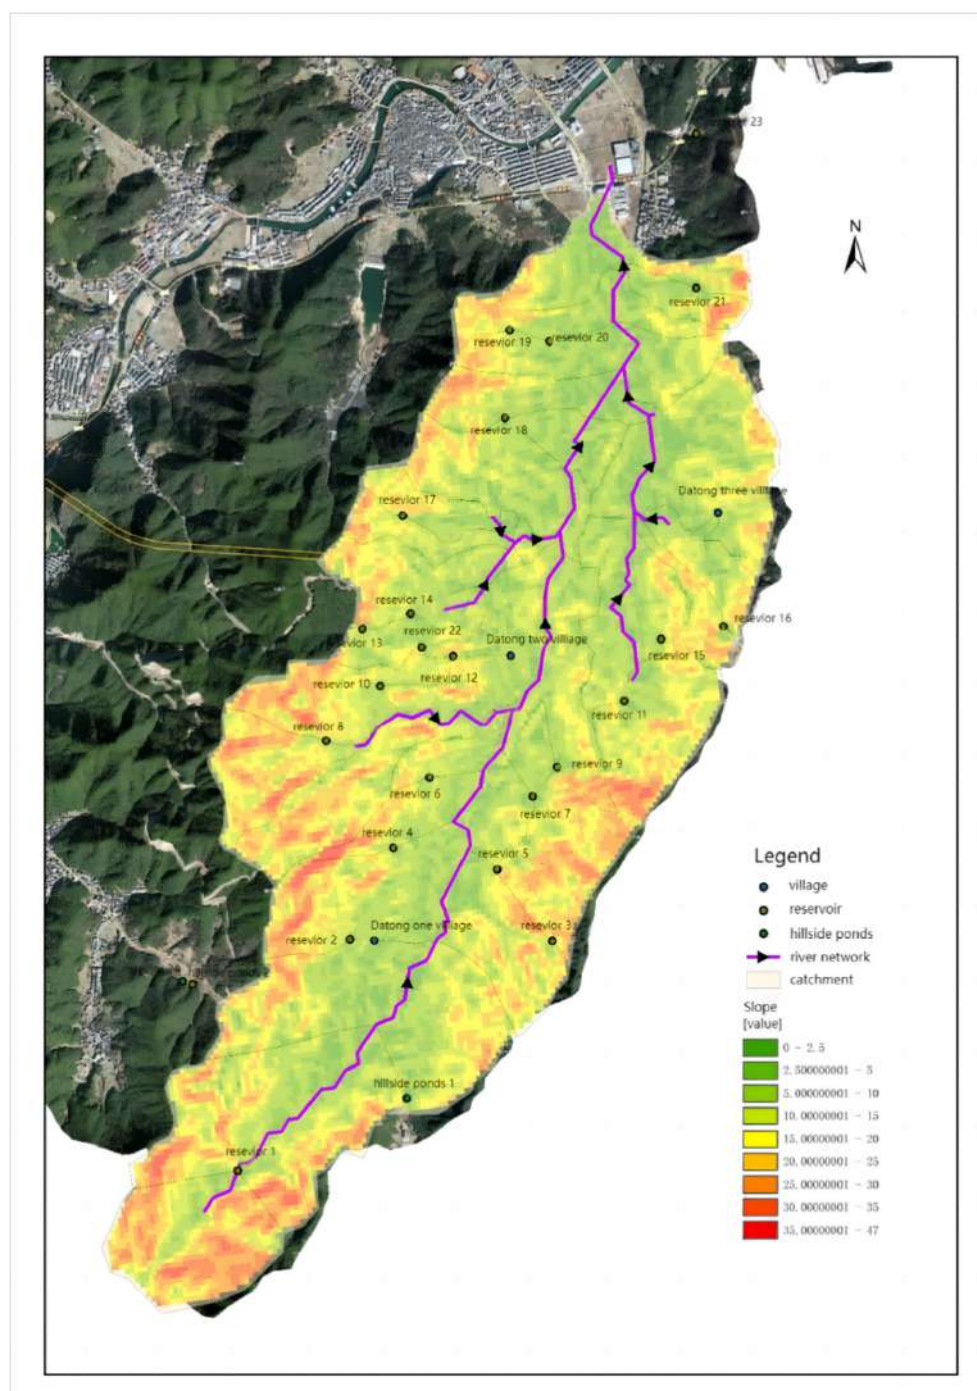 23
N
resevior 21
resevior 19
resevior 20
resevior 18
resevior 17
Datong three villiage
resevior 14
resevior 16
resevior 22
Datong two villiage
13
resevior 15
resevior 12
resevior 10
resevior 11
resevior 8
resevior 9
resevior 6
resevior 7
resevior 4
resevior 5
Datong one village
resevior 2
resevior 3
hillside ponds 1
resevior 1
Legend
village
reservoir
hillside ponds
river network
catchment
Slope
[value]
0 - 2.5
2.500000001 - 5
5.000000001 - 10
10.00000001 - 15
15.00000001 - 20
20.00000001 - 25
25.00000001 - 30
30.00000001 - 35
35.00000001 - 47